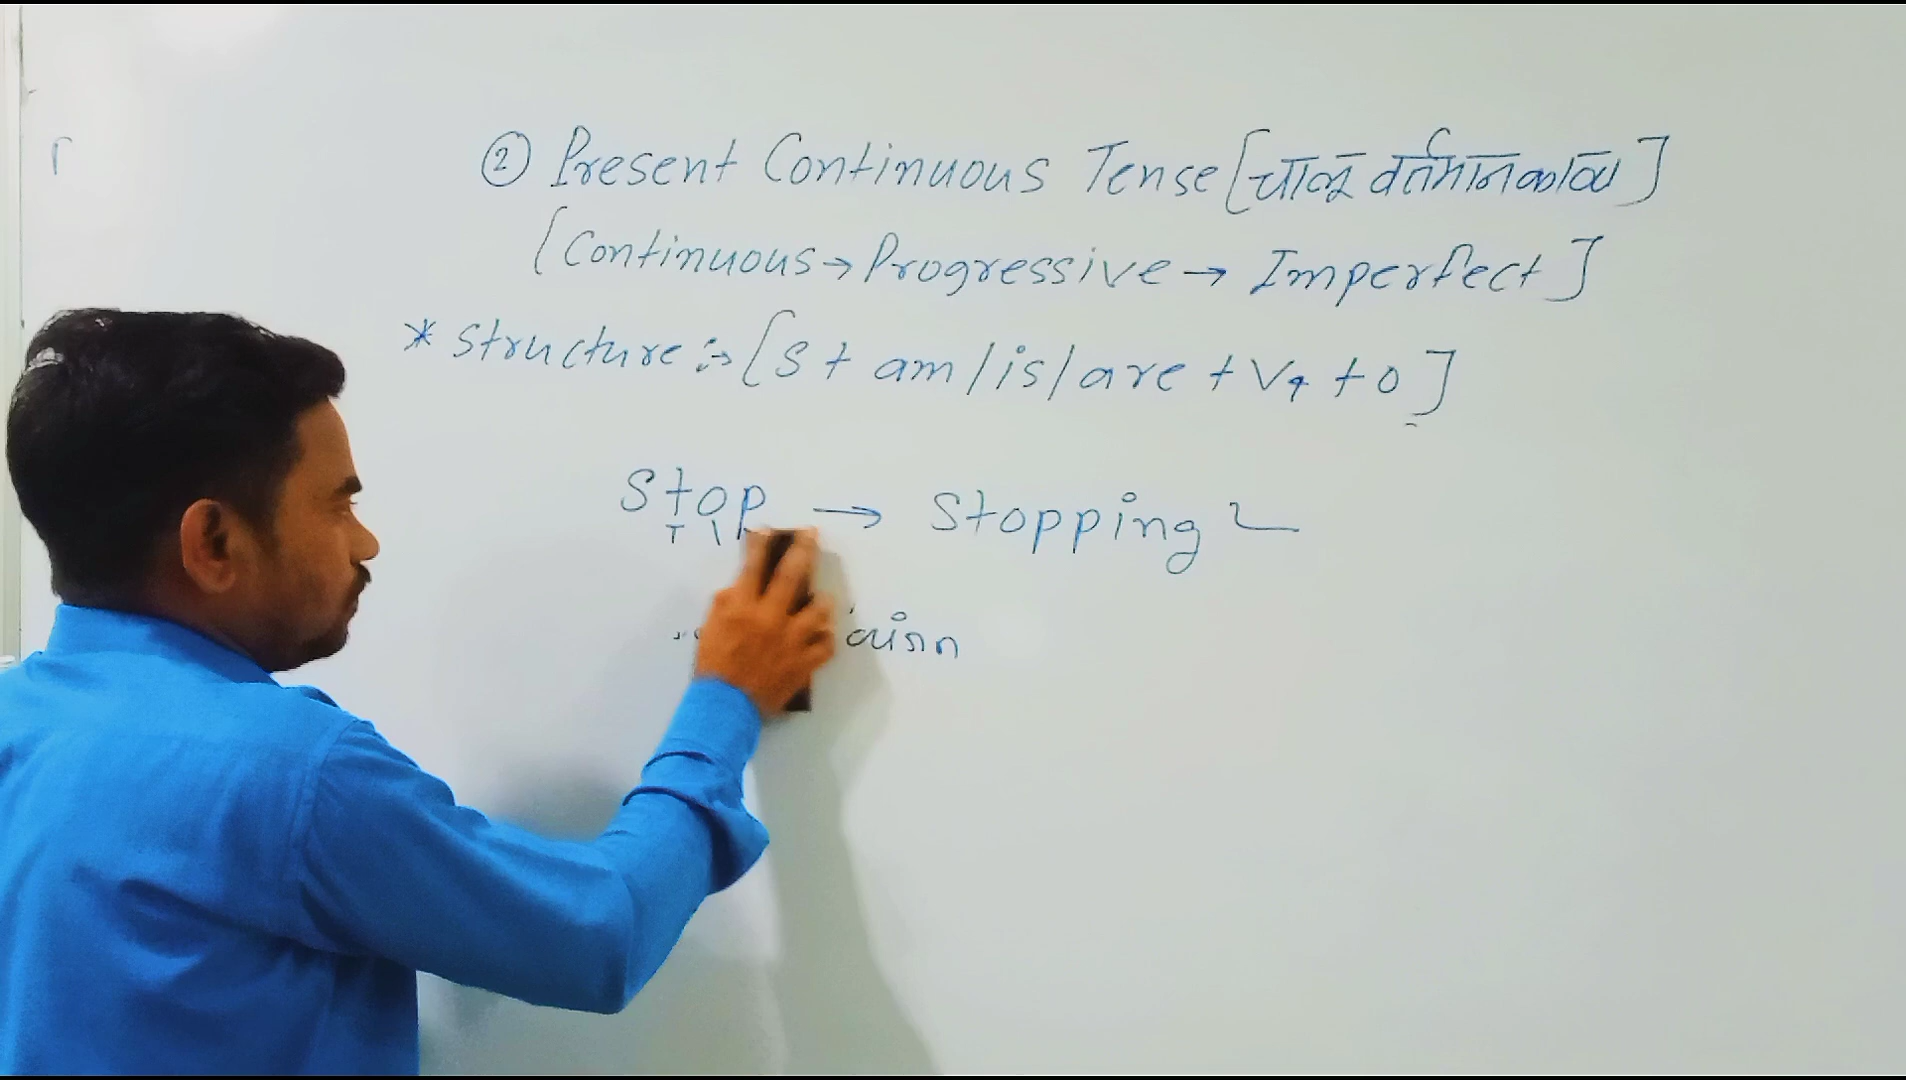 ② Present Continuous Tense [चालू वर्तमानकाळ]
[Continuous → Progressive → Imperfect]
* Structure :→ [S + am/is/are + V4 + O]
Stop → Stopping